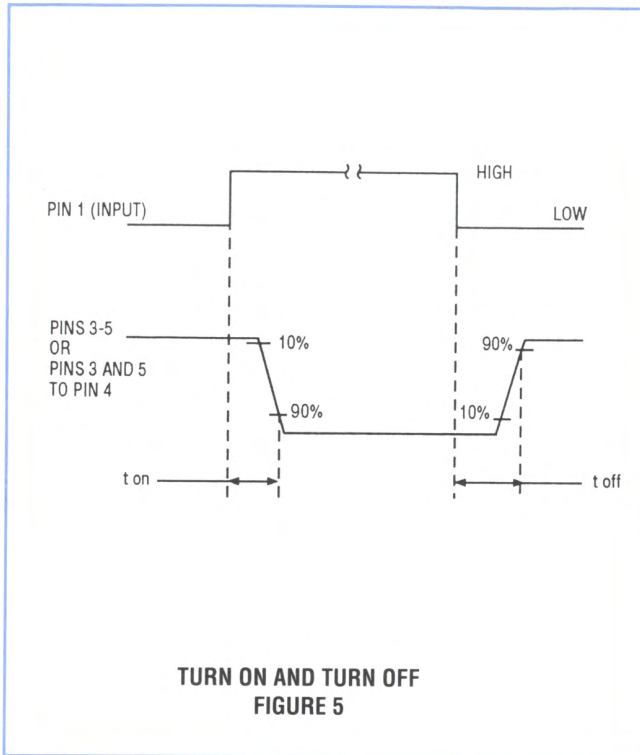 HIGH
PIN 1 (INPUT)
LOW
PINS 3-5
OR
PINS 3 AND 5
TO PIN 4
10%
90%
90%
10%
t on
t off
TURN ON AND TURN OFF
FIGURE 5